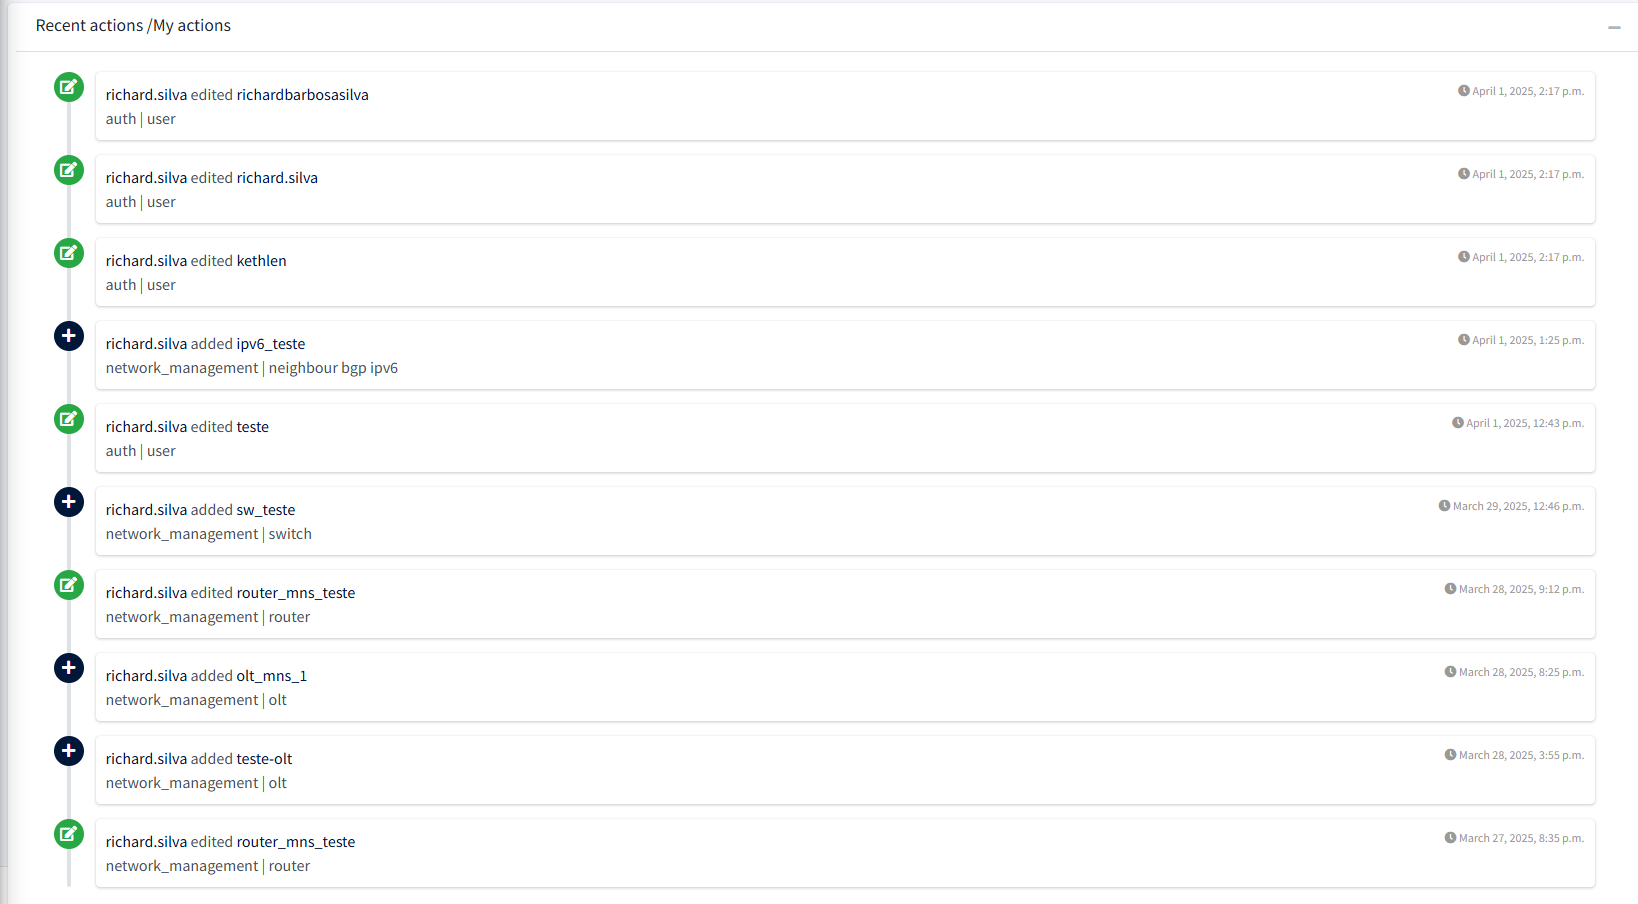 Recent actions /My actions
richard.silva edited richardbarbosasilva
April 1, 2025, 2:17 p.m.
auth | user
richard.silva edited richard.silva
April 1, 2025, 2:17 p.m.
auth | user
richard.silva edited kethlen
April 1, 2025, 2:17 p.m.
auth | user
richard.silva added ipv6_teste
April 1, 2025, 1:25 p.m.
network_management | neighbour bgp ipv6
richard.silva edited teste
April 1, 2025, 12:43 p.m.
auth | user
richard.silva added sw_teste
March 29, 2025, 12:46 p.m.
network_management | switch
richard.silva edited router_mns_teste
March 28, 2025, 9:12 p.m.
network_management | router
richard.silva added olt_mns_1
March 28, 2025, 8:25 p.m.
network_management | olt
richard.silva added teste-olt
March 28, 2025, 3:55 p.m.
network_management | olt
richard.silva edited router_mns_teste
March 27, 2025, 8:35 p.m.
network_management | router